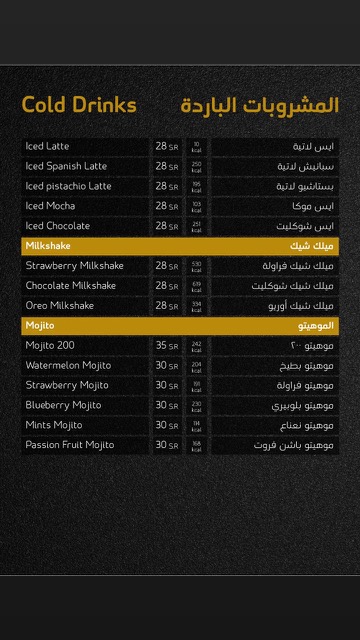 Cold Drinks المشروبات الباردة
Iced Latte 28 SR 10 kcal ايس لاتية
Iced Spanish Latte 28 SR 250 kcal سبانيش لاتية
Iced pistachio Latte 28 SR 195 kcal بستاشيو لاتية
Iced Mocha 28 SR 103 kcal ايس موكا
Iced Chocolate 28 SR 251 kcal ايس شوكليت
Milkshake ميلك شيك
Strawberry Milkshake 28 SR 530 kcal ميلك شيك فراولة
Chocolate Milkshake 28 SR 619 kcal ميلك شيك شوكليت
Oreo Milkshake 28 SR 334 kcal ميلك شيك أوريو
Mojito الموهيتو
Mojito 200 35 SR 242 kcal موهيتو ٢٠٠
Watermelon Mojito 30 SR 204 kcal موهيتو بطيخ
Strawberry Mojito 30 SR 191 kcal موهيتو فراولة
Blueberry Mojito 30 SR 230 kcal موهيتو بلوبيري
Mints Mojito 30 SR 114 kcal موهيتو نعناع
Passion Fruit Mojito 30 SR 168 kcal موهيتو باشن فروت